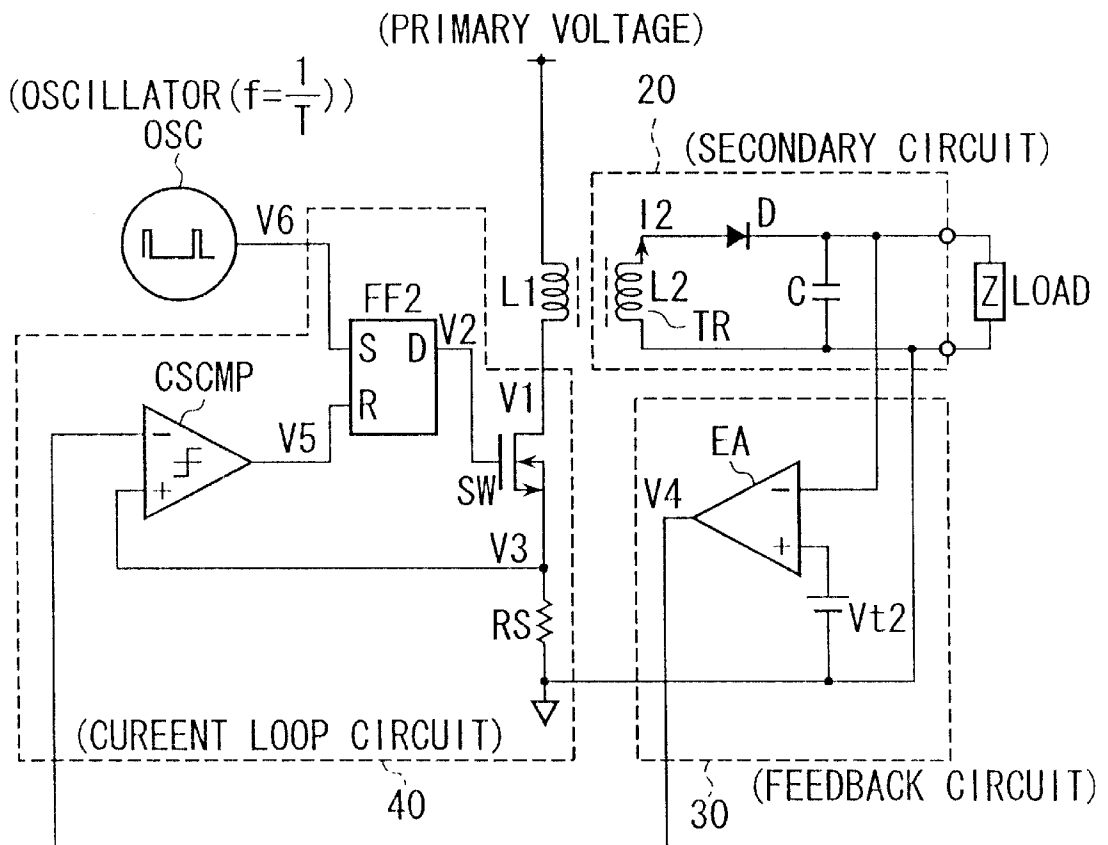 (PRIMARY VOLTAGE)
(OSCILLATOR(f=1/T))
OSC
20
(SECONDARY CIRCUIT)
V6
I2
D
L1
L2
C
Z
LOAD
TR
FF2
S
D
R
V2
CSCMP
V1
V5
-
+
SW
EA
V4
-
+
V3
RS
Vt2
(CUREENT LOOP CIRCUIT)
40
(FEEDBACK CIRCUIT)
30